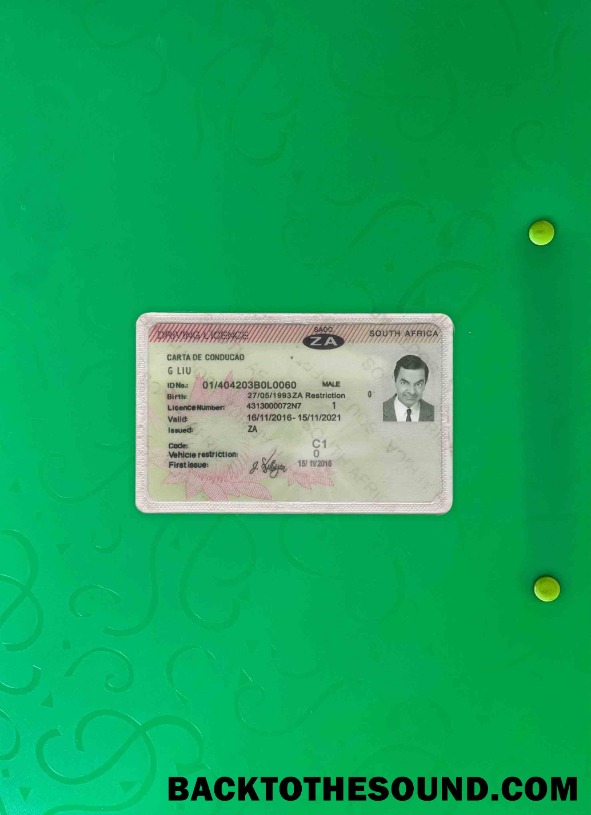 DRIVING LICENCE SADC ZA SOUTH AFRICA
CARTA DE CONDUCAO
G LIU
ID No.: 01/404203B0L0060 MALE
Birth: 27/05/1993 ZA Restriction 0
Licence Number: 4313000072N7 1
Valid: 16/11/2016- 15/11/2021
Issued: ZA
Code: C1
Vehicle restriction: 0
First issue: 15/11/2016
BACKTOTHESOUND.COM